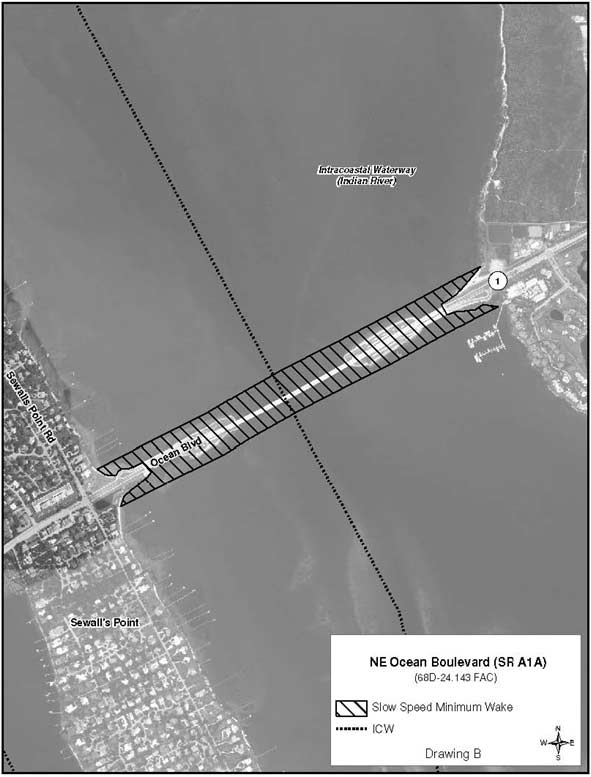 Intracoastal Waterway
(Indian River)
1
Sewalls Point Rd
Ocean Blvd
Sewall's Point
NE Ocean Boulevard (SR A1A)
(68D-24.143 FAC)
Slow Speed Minimum Wake
ICW
Drawing B
N
W E
S